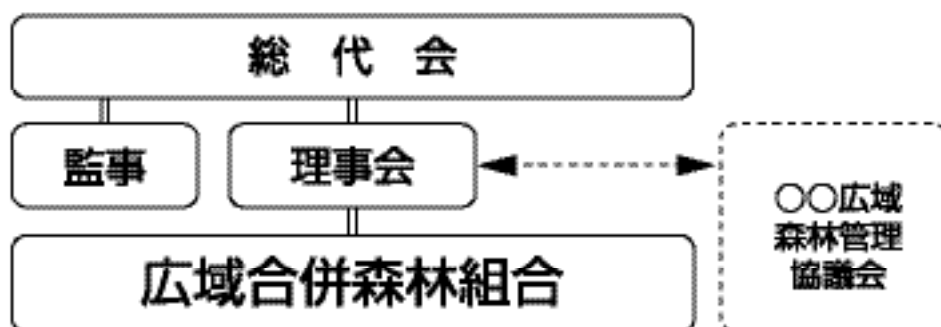 総代会
監事
理事会
○○広域
森林管理
協議会
広域合併森林組合